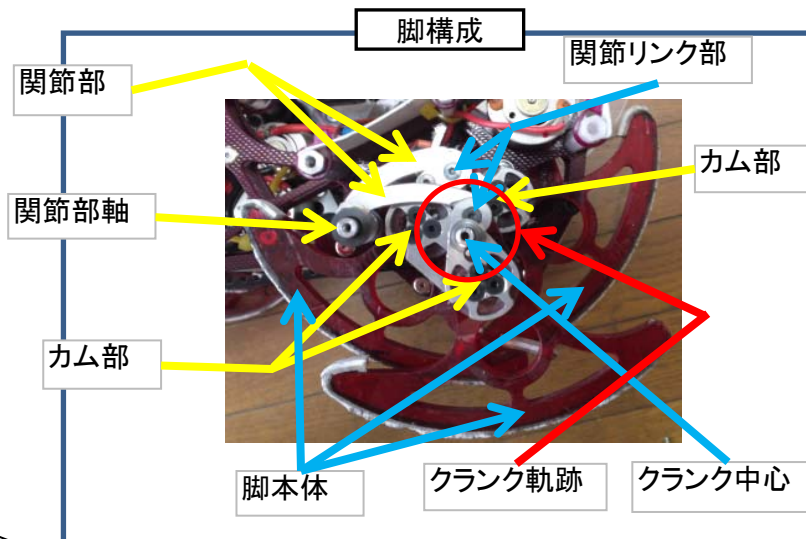 脚構成
関節部
関節リンク部
カム部
関節部軸
カム部
脚本体
クランク軌跡
クランク中心